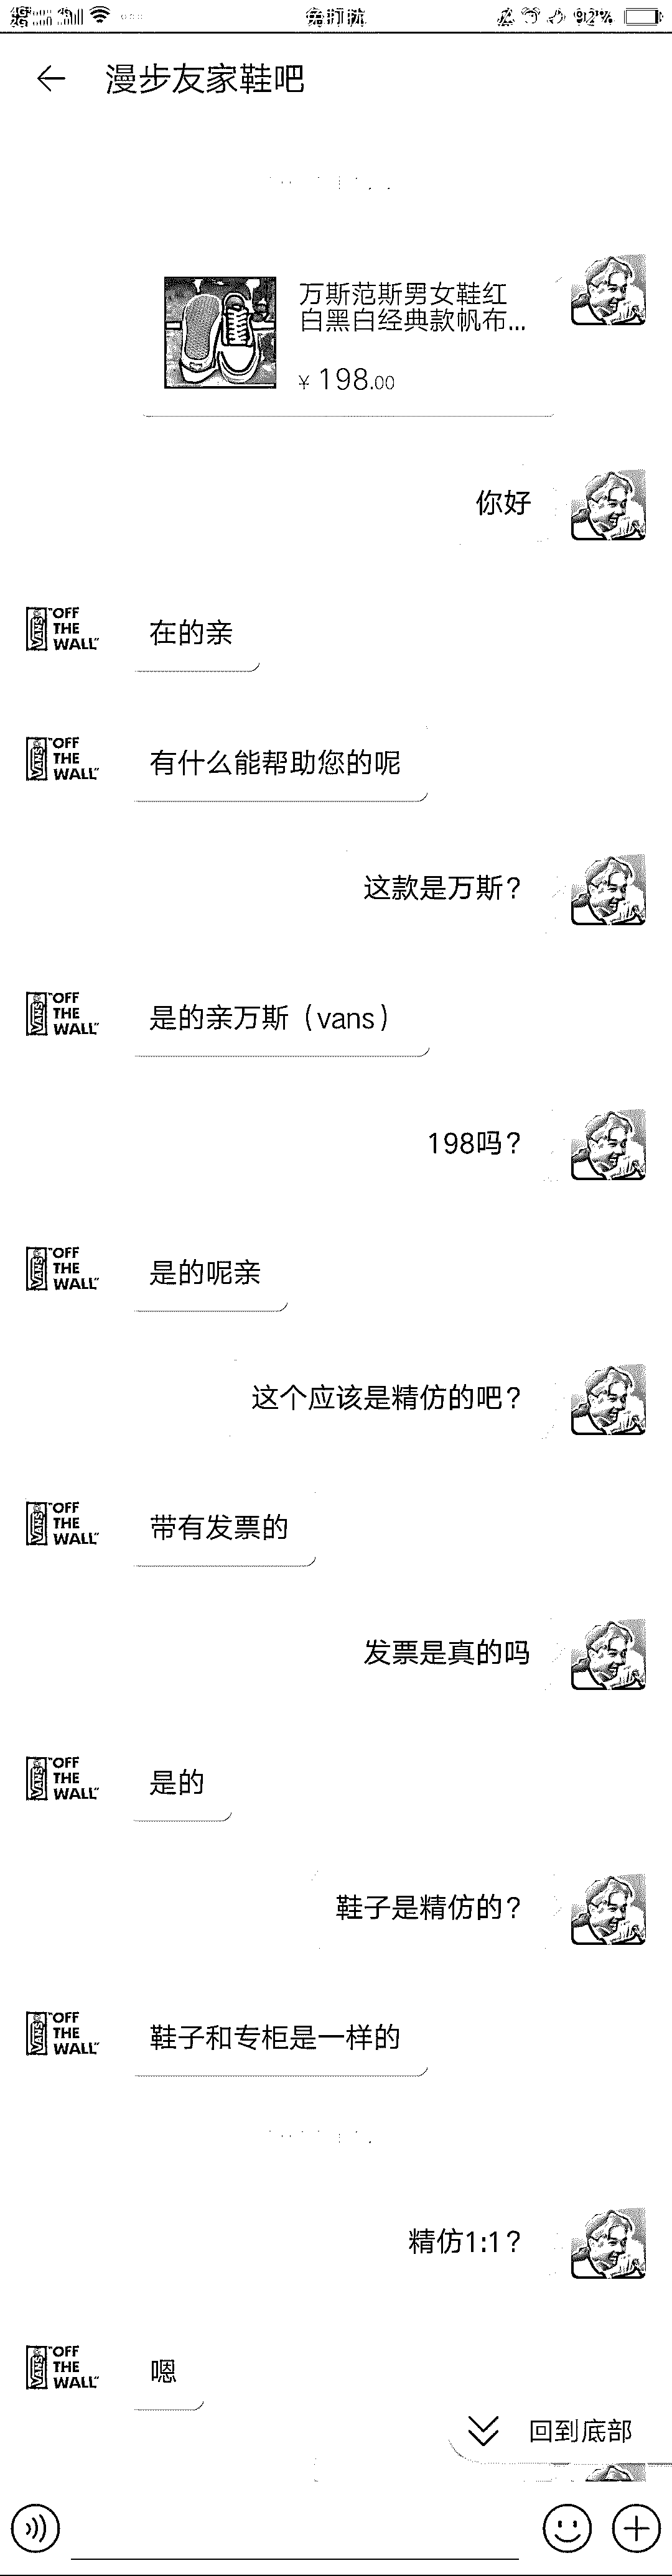 92%
漫步友家鞋吧
万斯范斯男女鞋红
白黑白经典款帆布...
¥ 198.00
你好
VANS "OFF
THE
WALL"
在的亲
VANS "OFF
THE
WALL"
有什么能帮助您的呢
这款是万斯?
VANS "OFF
THE
WALL"
是的亲万斯（vans）
198吗?
VANS "OFF
THE
WALL"
是的呢亲
这个应该是精仿的吧?
VANS "OFF
THE
WALL"
带有发票的
发票是真的吗
VANS "OFF
THE
WALL"
是的
鞋子是精仿的?
VANS "OFF
THE
WALL"
鞋子和专柜是一样的
精仿1:1?
VANS "OFF
THE
WALL"
嗯
回到底部